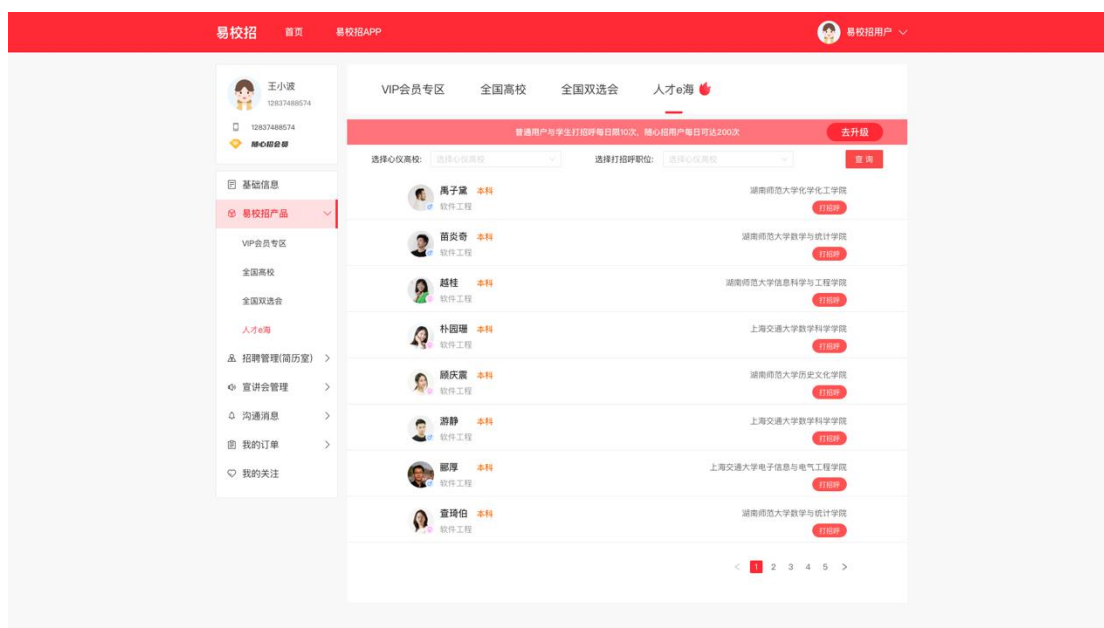 易校招 首页 易校招APP 易校招用户
王小波
12837488574
12837488574
随心招会员
基础信息
易校招产品
VIP会员专区
全国高校
全国双选会
人才e海
招聘管理(简历室)
宣讲会管理
沟通消息
我的订单
我的关注
VIP会员专区 全国高校 全国双选会 人才e海
普通用户与学生打招呼每日限10次，随心招用户每日可达200次 去升级
选择心仪高校: 选择心仪高校 选择打招呼职位: 选择心仪高校 查询
禹子黛 本科 湖南师范大学化学化工学院
软件工程 打招呼
苗炎奇 本科 湖南师范大学数学与统计学院
软件工程 打招呼
越桂 本科 湖南师范大学信息科学与工程学院
软件工程 打招呼
朴园珊 本科 上海交通大学数学科学学院
软件工程 打招呼
顾庆震 本科 湖南师范大学历史文化学院
软件工程 打招呼
游静 本科 上海交通大学数学科学学院
软件工程 打招呼
郦厚 本科 上海交通大学电子信息与电气工程学院
软件工程 打招呼
查琦伯 本科 湖南师范大学数学与统计学院
软件工程 打招呼
< 1 2 3 4 5 >